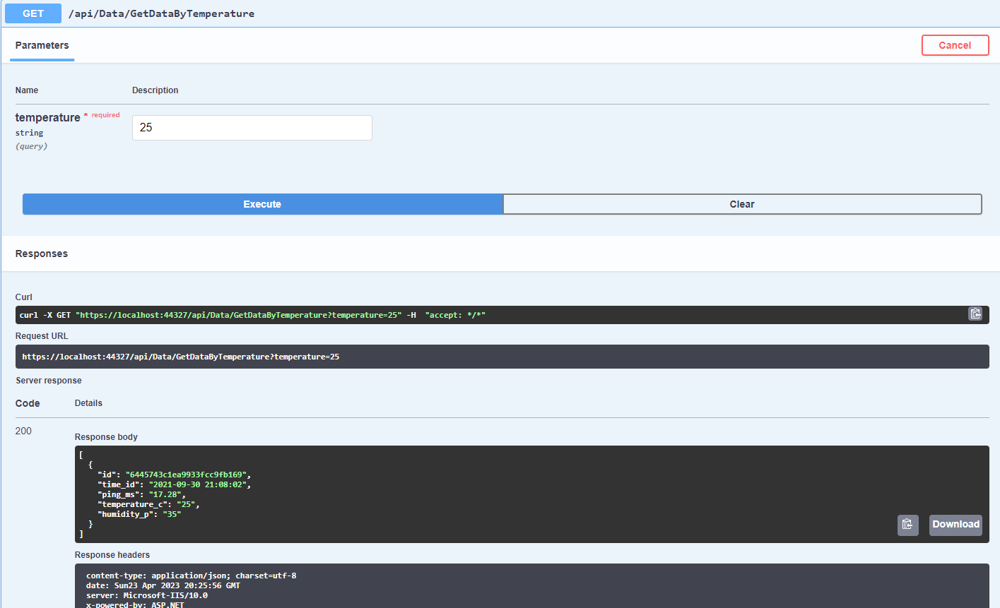 GET /api/Data/GetDataByTemperature
Parameters
Cancel
Name Description
temperature * required
string
(query)
25
Execute
Clear
Responses
Curl
curl -X GET "https://localhost:44327/api/Data/GetDataByTemperature?temperature=25" -H  "accept: */*"
Request URL
https://localhost:44327/api/Data/GetDataByTemperature?temperature=25
Server response
Code Details
200
Response body
[
  {
    "id": "6445743c1ea9933fcc9fb169",
    "time_id": "2021-09-30 21:08:02",
    "ping_ms": "17.28",
    "temperature_c": "25",
    "humidity_p": "35"
  }
]
Download
Response headers
content-type: application/json; charset=utf-8
date: Sun23 Apr 2023 20:25:56 GMT
server: Microsoft-IIS/10.0
x-powered-by: ASP.NET